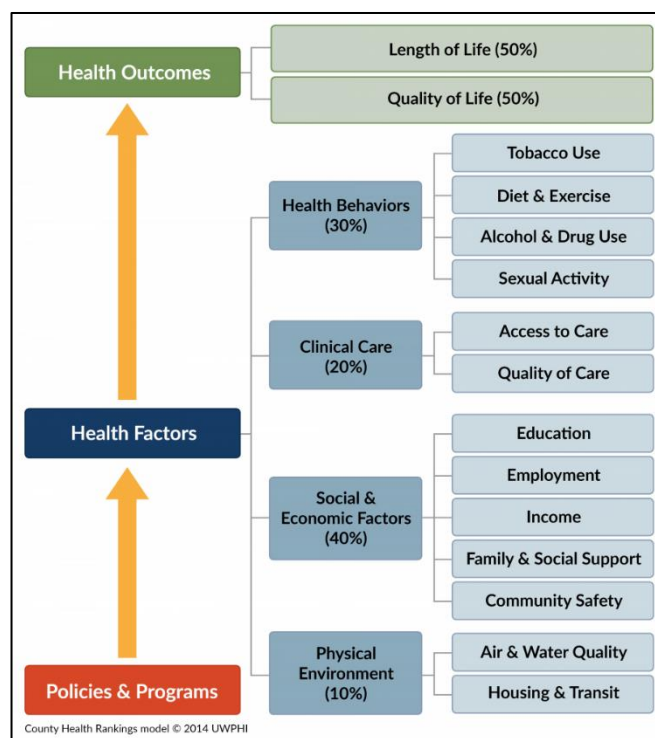 Health Outcomes
Length of Life (50%)
Quality of Life (50%)
Health Factors
Health Behaviors
(30%)
Tobacco Use
Diet & Exercise
Alcohol & Drug Use
Sexual Activity
Clinical Care
(20%)
Access to Care
Quality of Care
Social &
Economic Factors
(40%)
Education
Employment
Income
Family & Social Support
Community Safety
Physical
Environment
(10%)
Air & Water Quality
Housing & Transit
Policies & Programs
County Health Rankings model © 2014 UWPHI